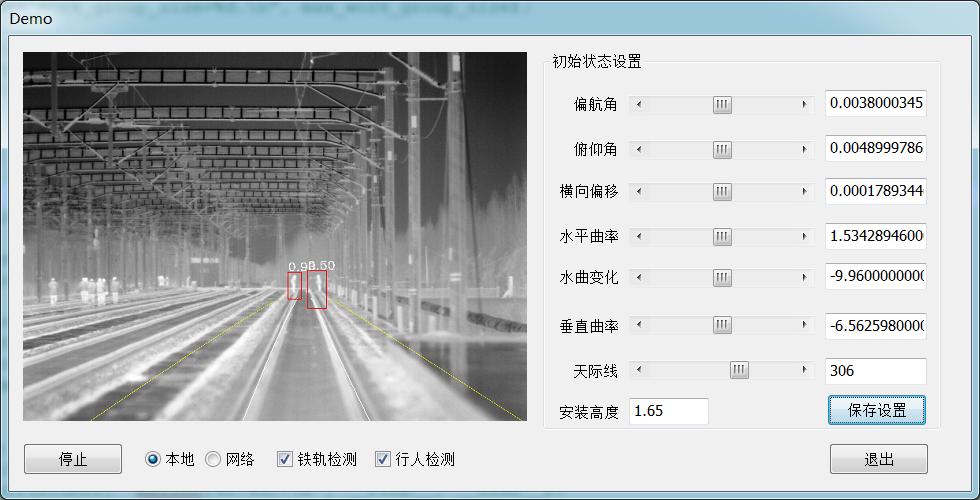 Demo
初始状态设置
偏航角 0.0038000345
俯仰角 0.0048999786
横向偏移 0.0001789344
水平曲率 1.534289460
水曲变化 -9.960000000
垂直曲率 -6.562598000
天际线 306
安装高度 1.65
保存设置
停止 本地 网络 铁轨检测 行人检测 退出